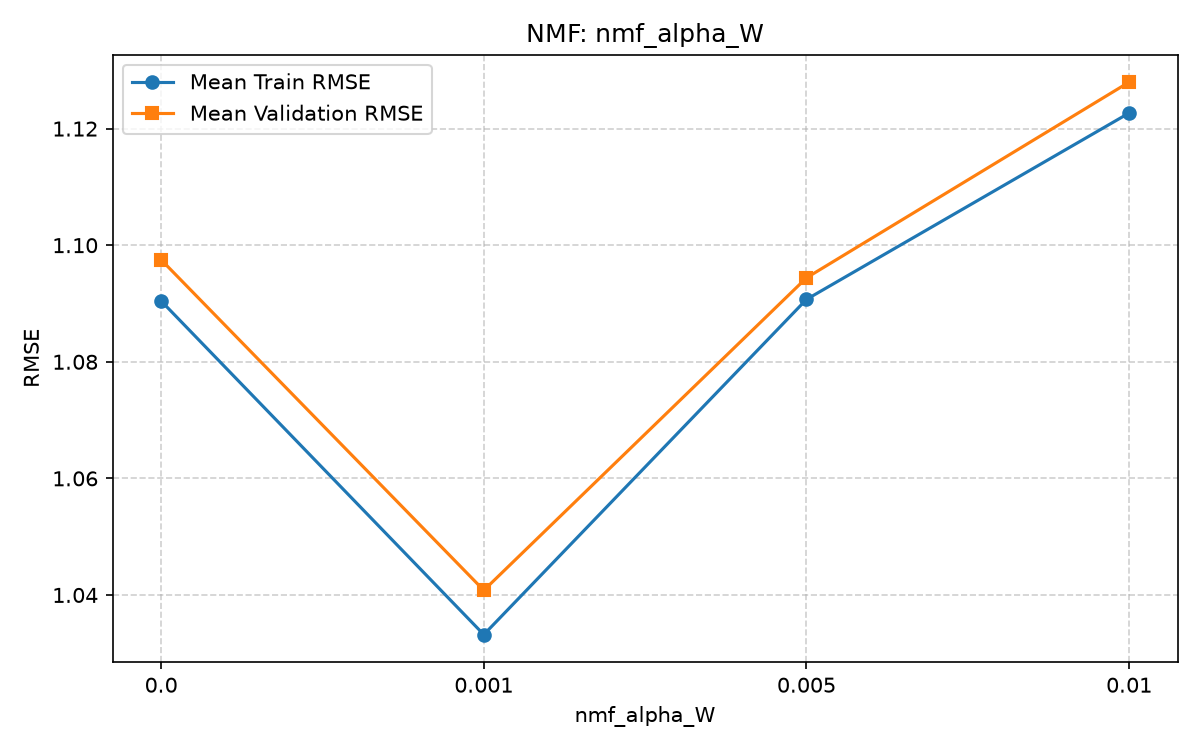 NMF: nmf_alpha_W
Mean Train RMSE
Mean Validation RMSE
1.12
1.10
1.08
1.06
1.04
RMSE
0.0 0.001 0.005 0.01
nmf_alpha_W